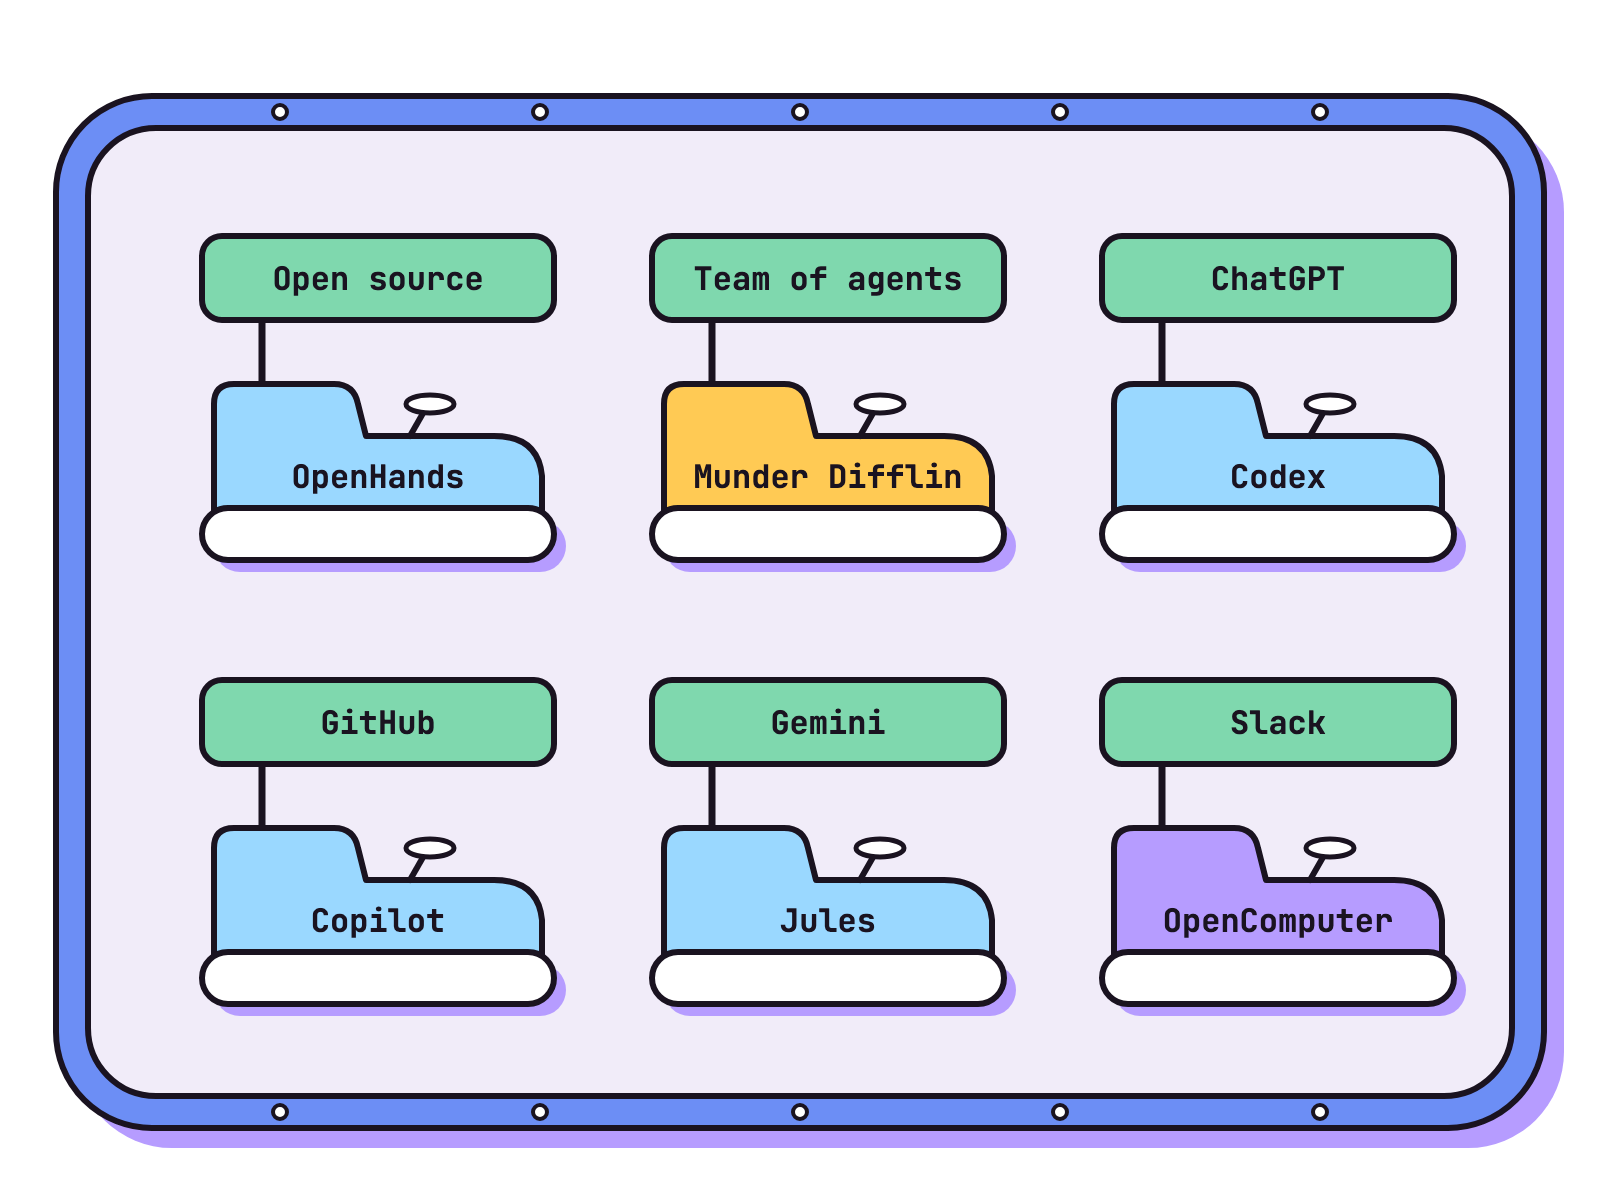 Open source
Team of agents
ChatGPT
OpenHands
Munder Difflin
Codex
GitHub
Gemini
Slack
Copilot
Jules
OpenComputer